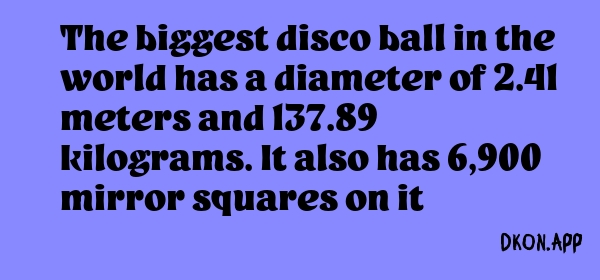 The biggest disco ball in the
world has a diameter of 2.41
meters and 137.89
kilograms. It also has 6,900
mirror squares on it
DKON.APP